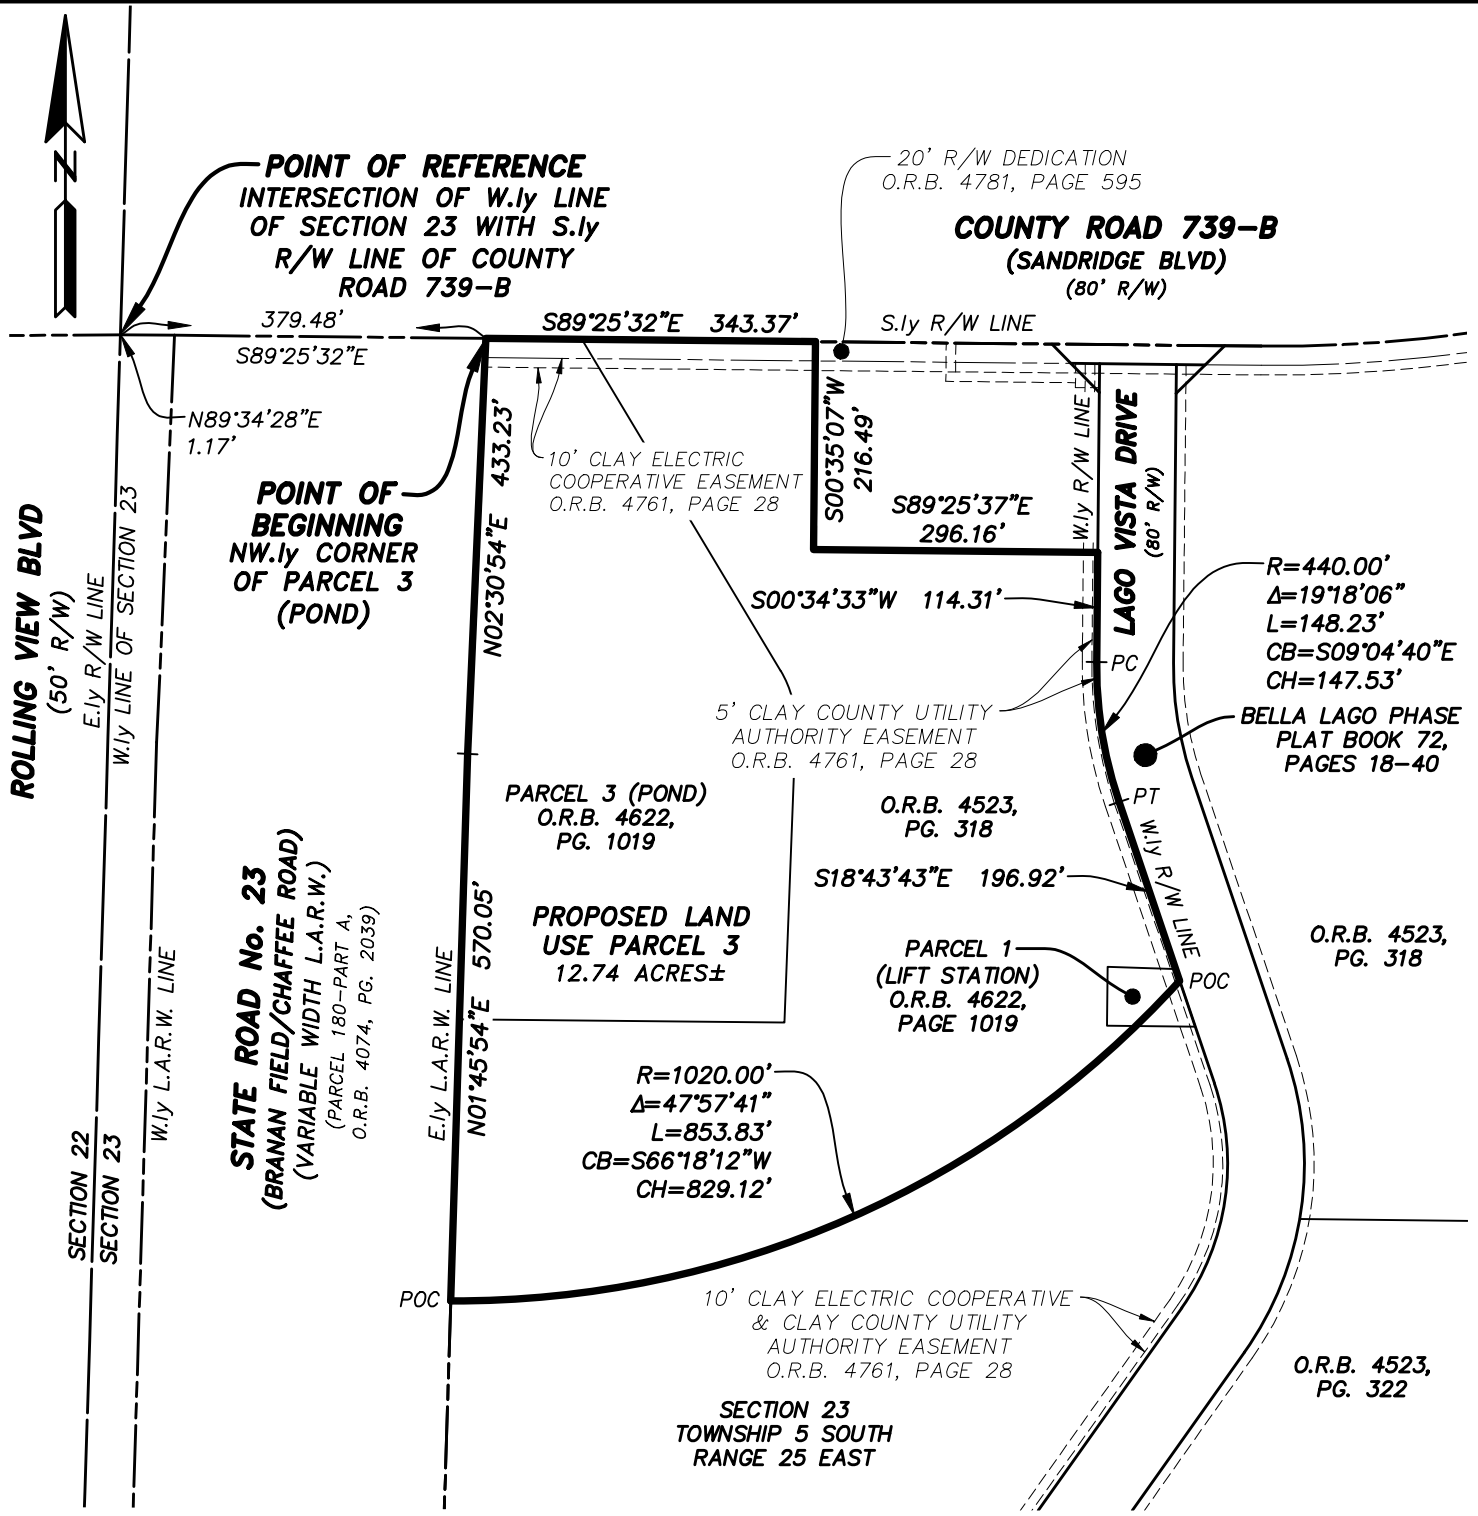 N
POINT OF REFERENCE
INTERSECTION OF W.ly LINE
OF SECTION 23 WITH S.ly
R/W LINE OF COUNTY
ROAD 739-B
20' R/W DEDICATION
O.R.B. 4781, PAGE 595
COUNTY ROAD 739-B
(SANDRIDGE BLVD)
(80' R/W)
379.48'
S89°25'32"E
S89°25'32"E 343.37'
S.ly R/W LINE
N89°34'28"E
1.17'
POINT OF
BEGINNING
NW.ly CORNER
OF PARCEL 3
(POND)
N02°30'54"E 433.23'
10' CLAY ELECTRIC
COOPERATIVE EASEMENT
O.R.B. 4761, PAGE 28
S00°35'07"W
216.49'
S89°25'37"E
296.16'
W.ly R/W LINE
LAGO VISTA DRIVE
(80' R/W)
S00°34'33"W 114.31'
PC
R=440.00'
Δ=19°18'06"
L=148.23'
CB=S09°04'40"E
CH=147.53'
BELLA LAGO PHASE
PLAT BOOK 72,
PAGES 18-40
ROLLING VIEW BLVD
(50' R/W)
E.ly R/W LINE
W.ly LINE OF SECTION 23
5' CLAY COUNTY UTILITY
AUTHORITY EASEMENT
O.R.B. 4761, PAGE 28
PARCEL 3 (POND)
O.R.B. 4622,
PG. 1019
O.R.B. 4523,
PG. 318
PT
W.ly R/W LINE
S18°43'43"E 196.92'
PROPOSED LAND
USE PARCEL 3
12.74 ACRES±
PARCEL 1
(LIFT STATION)
O.R.B. 4622,
PAGE 1019
POC
O.R.B. 4523,
PG. 318
STATE ROAD No. 23
(BRANAN FIELD/CHAFFEE ROAD)
(VARIABLE WIDTH L.A.R.W.)
(PARCEL 180-PART A,
O.R.B. 4074, PG. 2039)
W.ly L.A.R.W. LINE
E.ly L.A.R.W. LINE
N01°45'54"E 570.05'
R=1020.00'
Δ=47°57'41"
L=853.83'
CB=S66°18'12"W
CH=829.12'
SECTION 22
SECTION 23
POC
10' CLAY ELECTRIC COOPERATIVE
& CLAY COUNTY UTILITY
AUTHORITY EASEMENT
O.R.B. 4761, PAGE 28
O.R.B. 4523,
PG. 322
SECTION 23
TOWNSHIP 5 SOUTH
RANGE 25 EAST